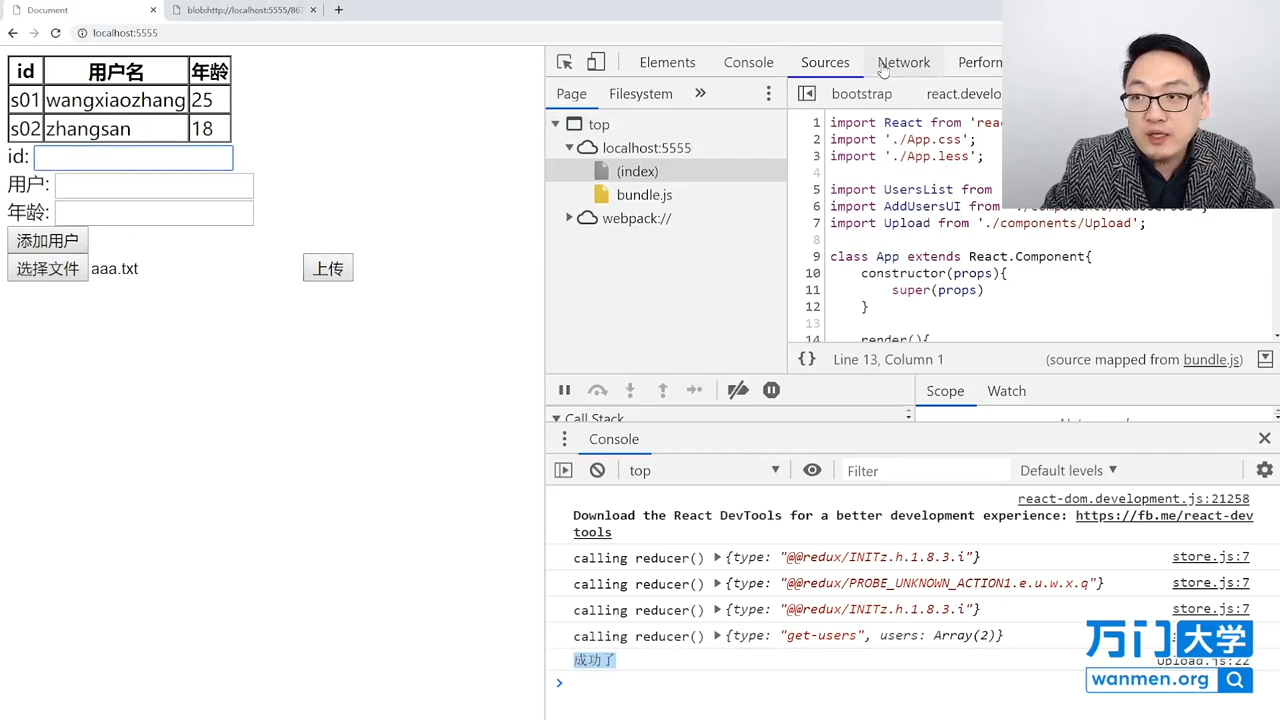 Document
blob:http://localhost:5555/867
localhost:5555
id 用户名 年龄
s01 wangxiaozhang 25
s02 zhangsan 18
id:
用户:
年龄:
添加用户
选择文件 aaa.txt 上传
Elements Console Sources Network Perform
Page Filesystem
top
localhost:5555
(index)
bundle.js
webpack://
bootstrap react.develo
1 import React from 'rea
2 import './App.css';
3 import './App.less';
4
5 import UsersList from
6 import AddUsersUI from
7 import Upload from './components/Upload';
8
9 class App extends React.Component{
10 constructor(props){
11 super(props)
12 }
13
14 render(){
{} Line 13, Column 1 (source mapped from bundle.js)
Scope Watch
Call Stack
Console
top Filter Default levels
react-dom.development.js:21258
Download the React DevTools for a better development experience: https://fb.me/react-dev
tools
calling reducer() {type: "@@redux/INITz.h.1.8.3.i"} store.js:7
calling reducer() {type: "@@redux/PROBE_UNKNOWN_ACTION1.e.u.w.x.q"} store.js:7
calling reducer() {type: "@@redux/INITz.h.1.8.3.i"} store.js:7
calling reducer() {type: "get-users", users: Array(2)}
成功了 Upload.js:22
万门大学
wanmen.org